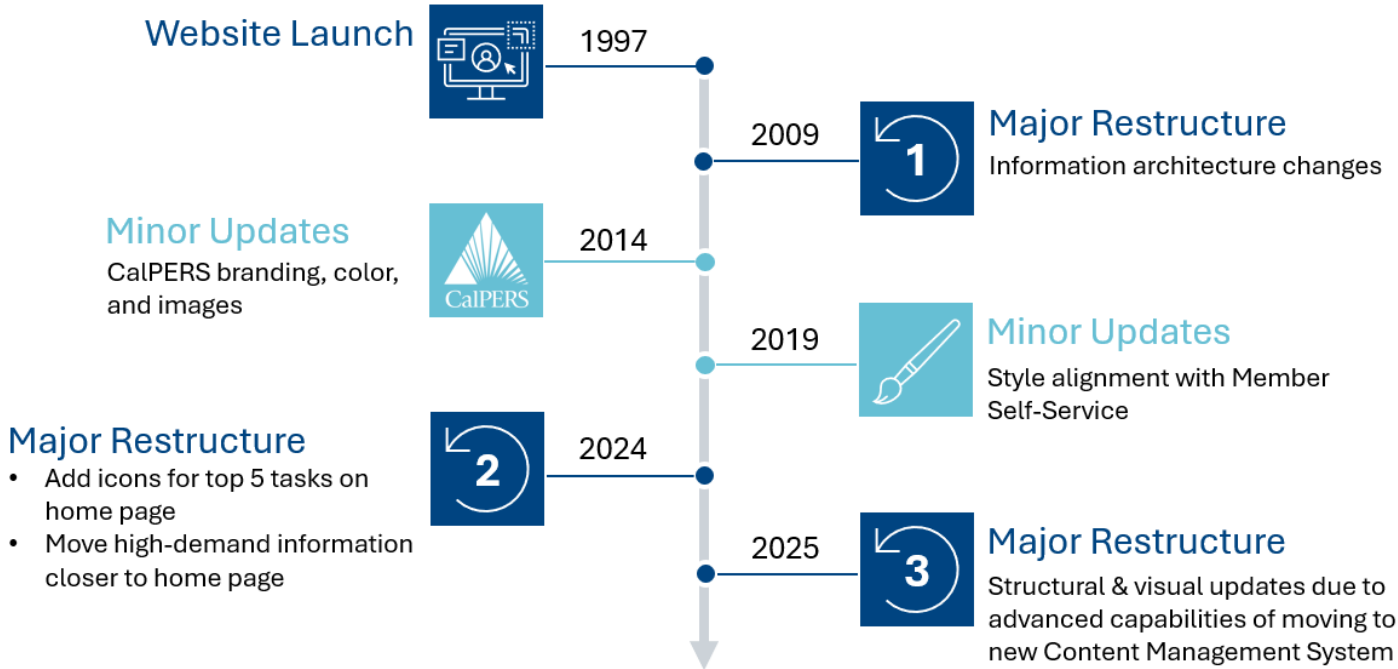 Website Launch
1997
2009
1
Major Restructure
Information architecture changes
Minor Updates
CalPERS branding, color,
and images
CalPERS
2014
2019
Minor Updates
Style alignment with Member
Self-Service
Major Restructure
• Add icons for top 5 tasks on
home page
• Move high-demand information
closer to home page
2
2024
2025
3
Major Restructure
Structural & visual updates due to
advanced capabilities of moving to
new Content Management System